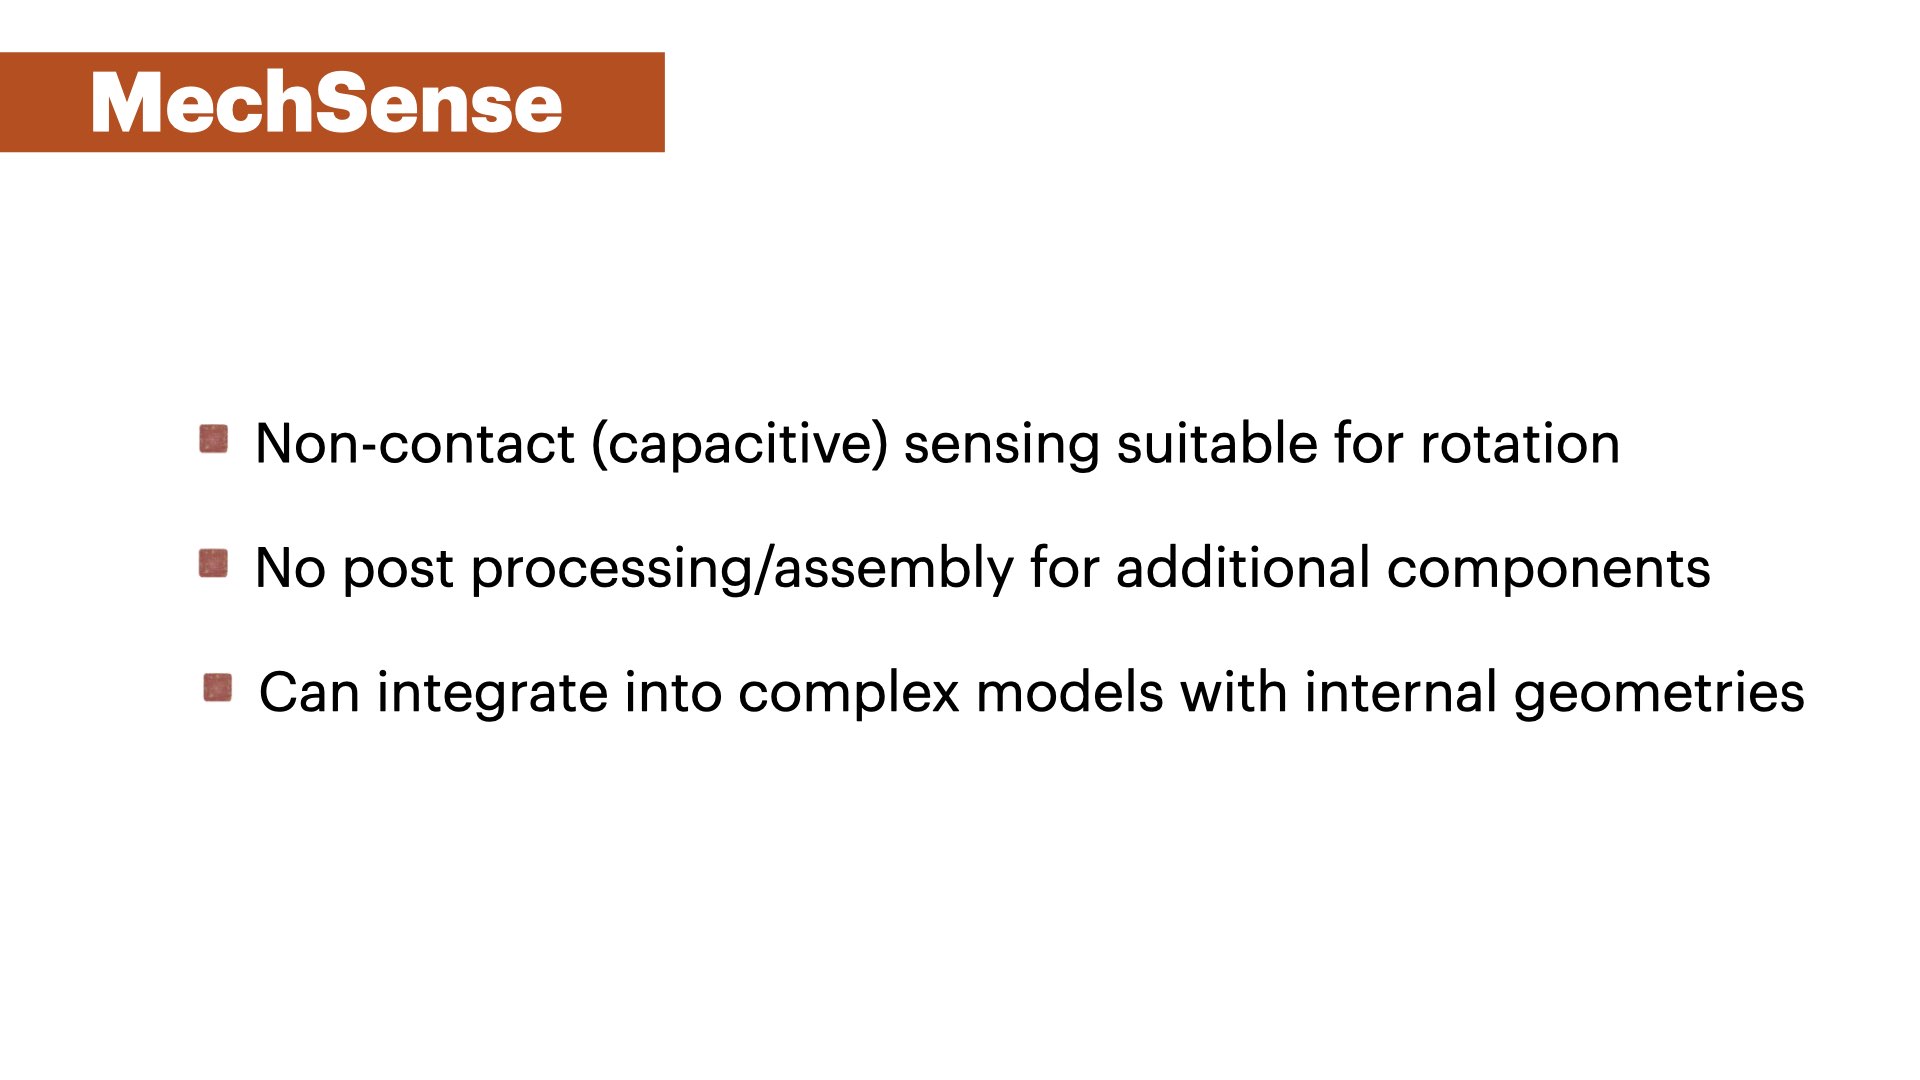 MechSense
Non-contact (capacitive) sensing suitable for rotation
No post processing/assembly for additional components
Can integrate into complex models with internal geometries